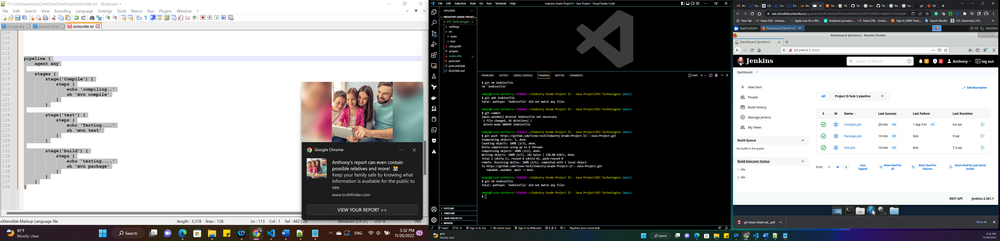 *C:\Users\emmya\OneDrive\Desktop\Jenkinsfile.txt - Notepad++
File Edit Search View Encoding Language Settings Tools Macro Run Plugins Window ?
change.log
Bastion-dl.txt
Jenkinsfile.txt
108
109
110
111
112
113 pipeline {
114 agent any
115
116 stages {
117 stage('Compile') {
118 steps {
119 echo 'compiling..'
120 sh 'mvn compile'
121 }
122 }
123
124 stage('test') {
125 steps {
126 echo 'Testing....'
127 sh 'mvn test'
128 }
129 }
130
131 stage('build') {
132 steps {
133 echo 'testing....'
134 sh 'mvn package'
135 }
136 }
137 }
138 }
Google Chrome
Anthony's report can even contain
possible relatives and more!
Keep your family safe by knowing what
information is available for the public to
see.
www.truthfinder.com
VIEW YOUR REPORT >>
eXtensible Markup Language file
length : 3,378 lines : 138
Ln : 113 Col : 1 Sel : 482 | 26
Windows (CR LF)
UTF-8
INS
81°F
Mostly clear
Search
ENG
5:32 PM
11/26/2022
12
File Edit Selection View Go Run Terminal Help
Industry Grade Project II - Java Project - Visual Studio Code
EXPLORER
INDUSTRY GRADE PROJEC...
XYZ Technologies
.settings
src
main
test
.classpath
.project
Jenkinsfile U
pom.xml
pom.xml.bak
README.md
113
OUTLINE
TIMELINE
JAVA PROJECTS
MAVEN
PROBLEMS OUTPUT DEBUG CONSOLE TERMINAL JUPYTER COMMENTS
bash
$ git rm Jenkinsfile
rm 'Jenkinsfile'
emmya@Tzone-workhorse MINGW64 ~/Industry Grade Project II - Java Project/XYZ Technologies (main)
$ git add Jenkinsfile
fatal: pathspec 'Jenkinsfile' did not match any files
emmya@Tzone-workhorse MINGW64 ~/Industry Grade Project II - Java Project/XYZ Technologies (main)
$ git commit
[main aa2e0ee] deleted Jenkinsfile not necessary
1 file changed, 26 deletions(-)
delete mode 100644 Jenkinsfile
emmya@Tzone-workhorse MINGW64 ~/Industry Grade Project II - Java Project/XYZ Technologies (main)
$ git push https://github.com/Tzone-tech/Industry-Grade-Project-II---Java-Project.git
Enumerating objects: 3, done.
Counting objects: 100% (3/3), done.
Delta compression using up to 8 threads
Compressing objects: 100% (2/2), done.
Writing objects: 100% (2/2), 241 bytes | 120.00 KiB/s, done.
Total 2 (delta 1), reused 0 (delta 0), pack-reused 0
remote: Resolving deltas: 100% (1/1), completed with 1 local object.
To https://github.com/Tzone-tech/Industry-Grade-Project-II---Java-Project.git
5aba9d4..aa2e0ee main -> main
emmya@Tzone-workhorse MINGW64 ~/Industry Grade Project II - Java Project/XYZ Technologies (main)
$ git rm Jenkinsfile
fatal: pathspec 'Jenkinsfile' did not match any files
emmya@Tzone-workhorse MINGW64 ~/Industry Grade Project II - Java Project/XYZ Technologies (main)
$
main* 0↓ 3↑ Sign in to Jira No active issue Sign in to Bitbucket 0 0 Pipelines (not connected)
81°F
Mostly clear
Search
wai.cloudlabs.edureka.co
New Tab
Inbox (32) - emmya...
Apply now for a WE...
Analytical procedur...
Inbox (16) - christo...
Sign In | AWS Traini...
Search Results
U.S. Citizenship | US...
Applications
Dashboard [Jenkins] - M...
22:32
edureka
Dashboard [Jenkins] - Mozilla Firefox
Dashboard [Jenkins]
10.244.0.1:8080
Jenkins
Search (CTRL+K)
1
2
Anthony
log out
Dashboard
New Item
People
Build History
Manage Jenkins
My Views
Add description
All
Project II-Task 2 pipeline
+
S W Name ↓ Last Success Last Failure Last Duration
Compile-job 20 min #6 1 day 3 hr #1 6.6 sec
Package-job 19 min #5 N/A 9 sec
Test-job 19 min #5 N/A 7.3 sec
Build Queue
No builds in the queue.
Build Executor Status
1 Idle
2 Idle
Icon: S M L
Icon legend
Atom feed for all
Atom feed for failures
Atom feed for just latest builds
REST API
Jenkins 2.361.1
git-cheat-sheet-ed....pdf
Show all
5:32 PM
11/26/2022